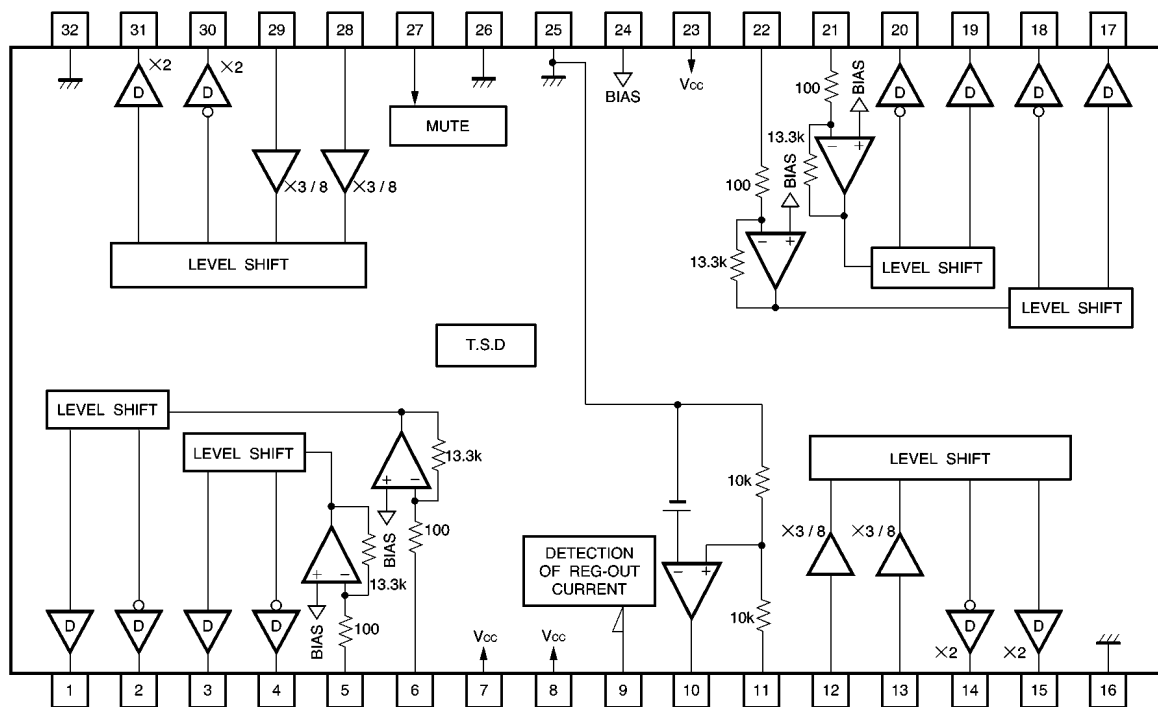 32 31 30 29 28 27 26 25 24 23 22 21 20 19 18 17
×2 ×2
D D
BIAS
Vcc
100
D D D D
MUTE
13.3k
BIAS
×3 / 8 ×3 / 8
100
BIAS
− +
− +
13.3k
LEVEL SHIFT
LEVEL SHIFT
LEVEL SHIFT
T.S.D
LEVEL SHIFT
LEVEL SHIFT
13.3k
+ −
LEVEL SHIFT
10k
100
BIAS
×3 / 8 ×3 / 8
DETECTION
OF REG-OUT
CURRENT
− +
+ −
13.3k
10k
D D D D
BIAS
100
Vcc Vcc
D D
×2 ×2
1 2 3 4 5 6 7 8 9 10 11 12 13 14 15 16